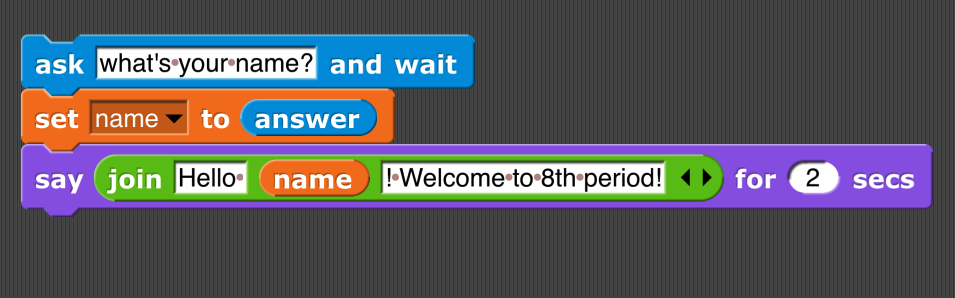 ask what's your name? and wait
set name to answer
say join Hello name ! Welcome to 8th period! for 2 secs